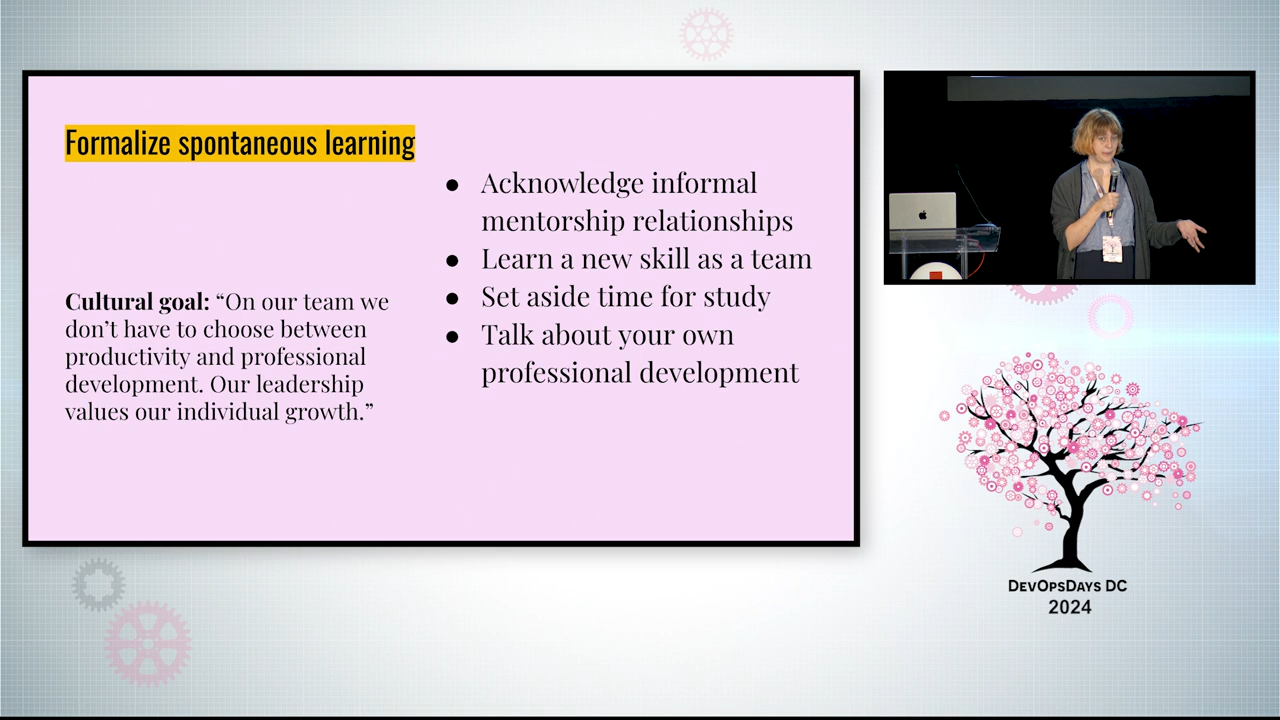 Formalize spontaneous learning
Cultural goal: “On our team we
don’t have to choose between
productivity and professional
development. Our leadership
values our individual growth.”
● Acknowledge informal
mentorship relationships
● Learn a new skill as a team
● Set aside time for study
● Talk about your own
professional development
DevOpsDays DC
2024